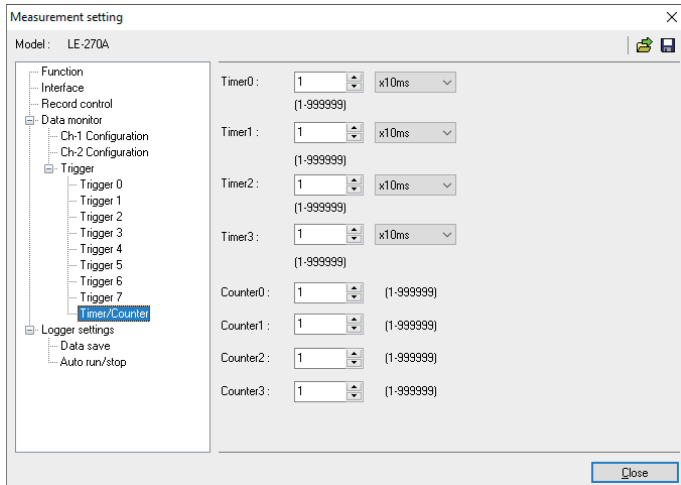 Measurement setting
Model : LE-270A
Function
Interface
Record control
Data monitor
Ch-1 Configuration
Ch-2 Configuration
Trigger
Trigger 0
Trigger 1
Trigger 2
Trigger 3
Trigger 4
Trigger 5
Trigger 6
Trigger 7
Timer/Counter
Logger settings
Data save
Auto run/stop
Timer0 : 1 x10ms
(1-999999)
Timer1 : 1 x10ms
(1-999999)
Timer2 : 1 x10ms
(1-999999)
Timer3 : 1 x10ms
(1-999999)
Counter0 : 1 (1-999999)
Counter1 : 1 (1-999999)
Counter2 : 1 (1-999999)
Counter3 : 1 (1-999999)
Close